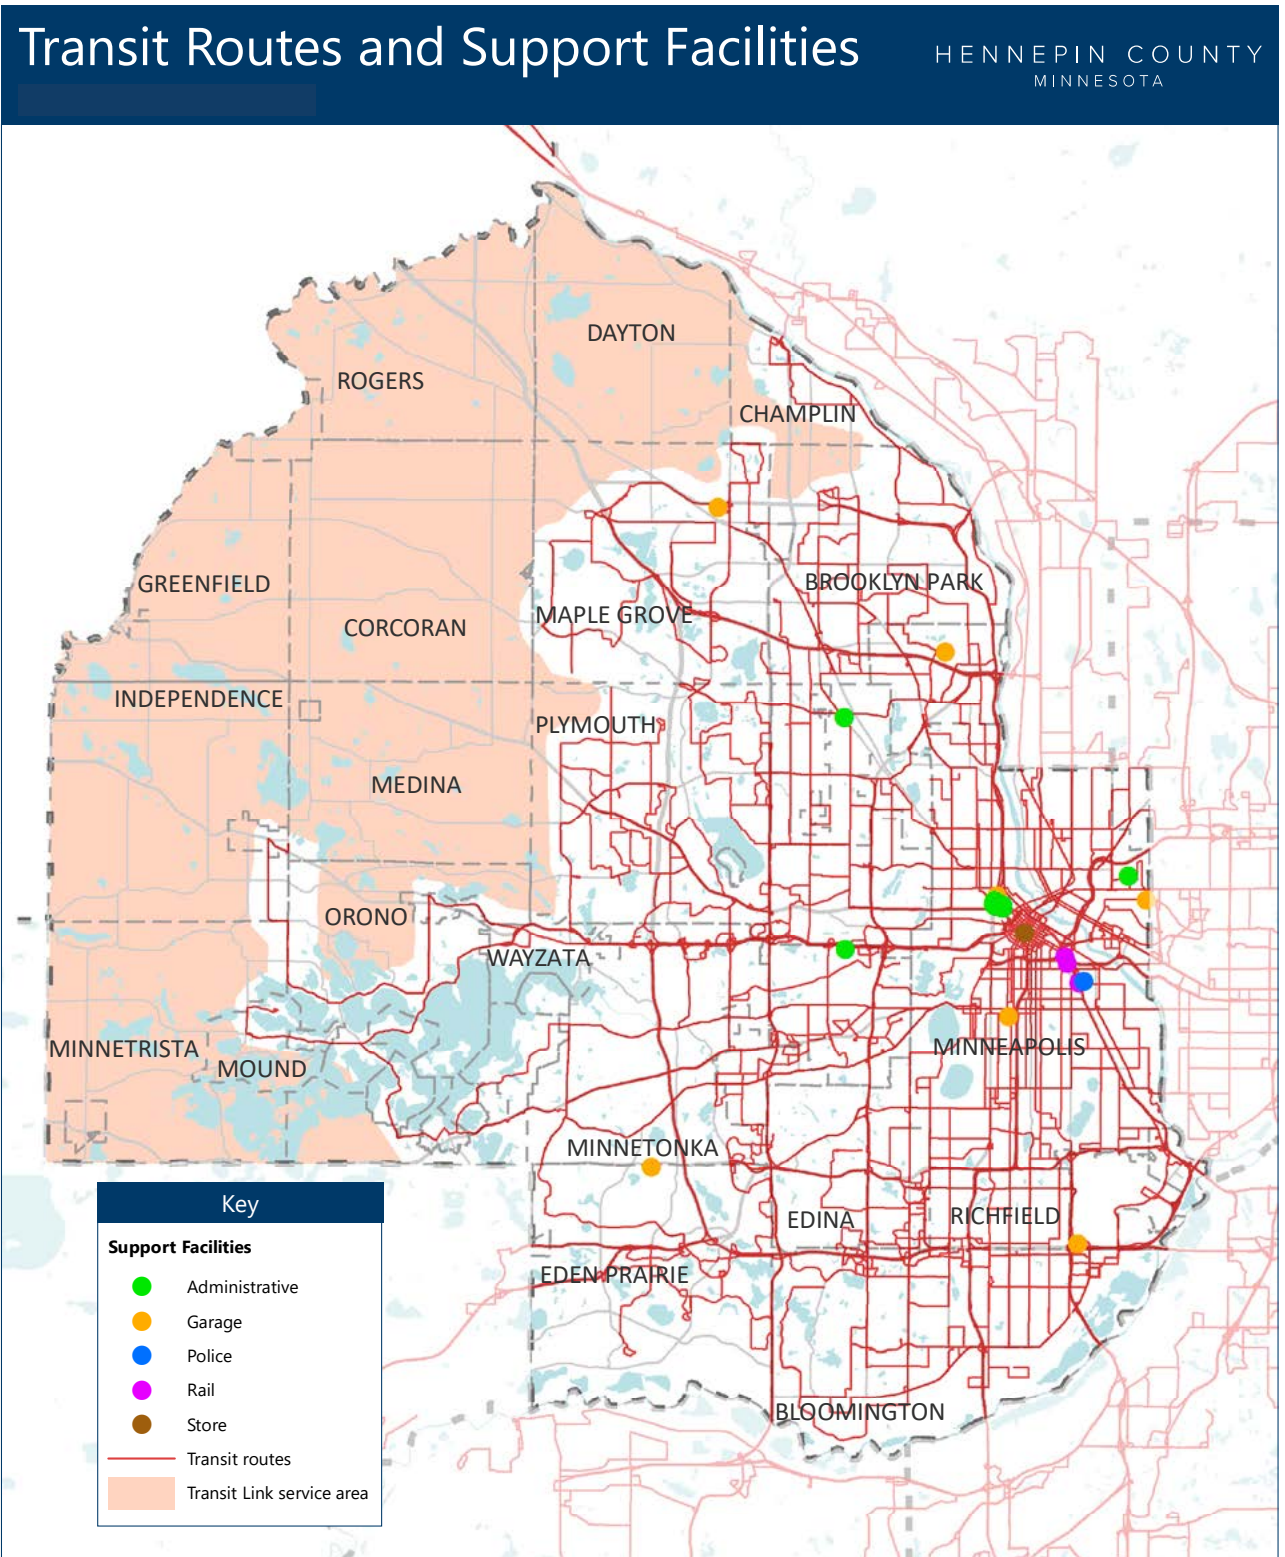 Transit Routes and Support Facilities
HENNEPIN COUNTY
MINNESOTA
DAYTON
ROGERS
CHAMPLIN
GREENFIELD
BROOKLYN PARK
MAPLE GROVE
CORCORAN
INDEPENDENCE
PLYMOUTH
MEDINA
ORONO
WAYZATA
MINNETRISTA
MOUND
MINNEAPOLIS
MINNETONKA
EDINA
RICHFIELD
EDEN PRAIRIE
BLOOMINGTON
Key
Support Facilities
Administrative
Garage
Police
Rail
Store
Transit routes
Transit Link service area